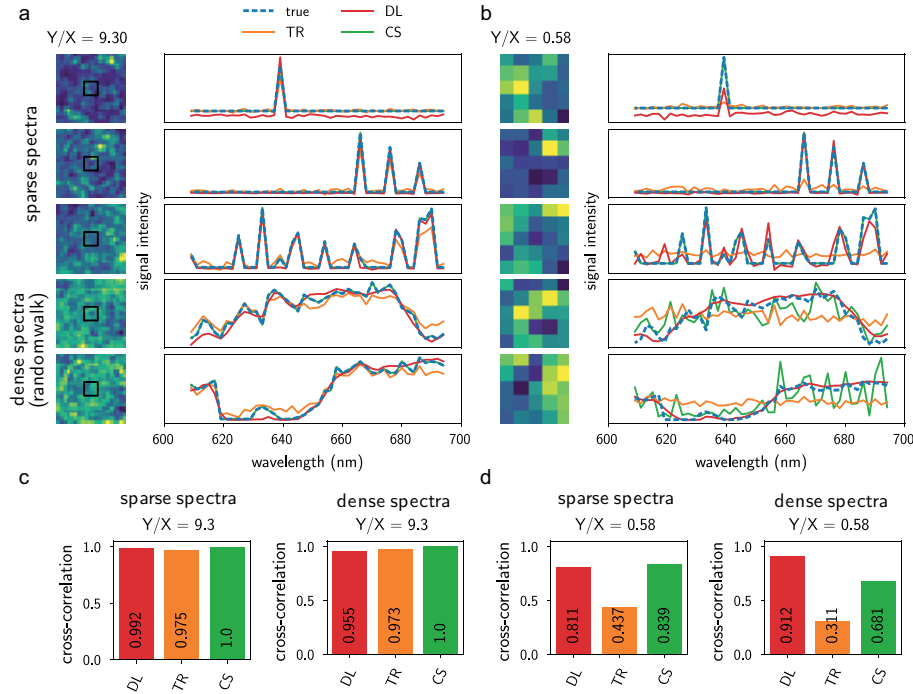 a
true
DL
TR
CS
b
Y/X = 9.30
Y/X = 0.58
sparse spectra
dense spectra
(randomwalk)
signal intensity
signal intensity
600 620 640 660 680 700
600 620 640 660 680 700
wavelength (nm)
wavelength (nm)
c
sparse spectra
Y/X = 9.3
dense spectra
Y/X = 9.3
d
sparse spectra
Y/X = 0.58
dense spectra
Y/X = 0.58
cross-correlation
1.0
0.5
0.0
0.992
0.975
1.0
DL
TR
CS
cross-correlation
1.0
0.5
0.0
0.955
0.973
1.0
DL
TR
CS
cross-correlation
1.0
0.5
0.0
0.811
0.437
0.839
DL
TR
CS
cross-correlation
1.0
0.5
0.0
0.912
0.311
0.681
DL
TR
CS